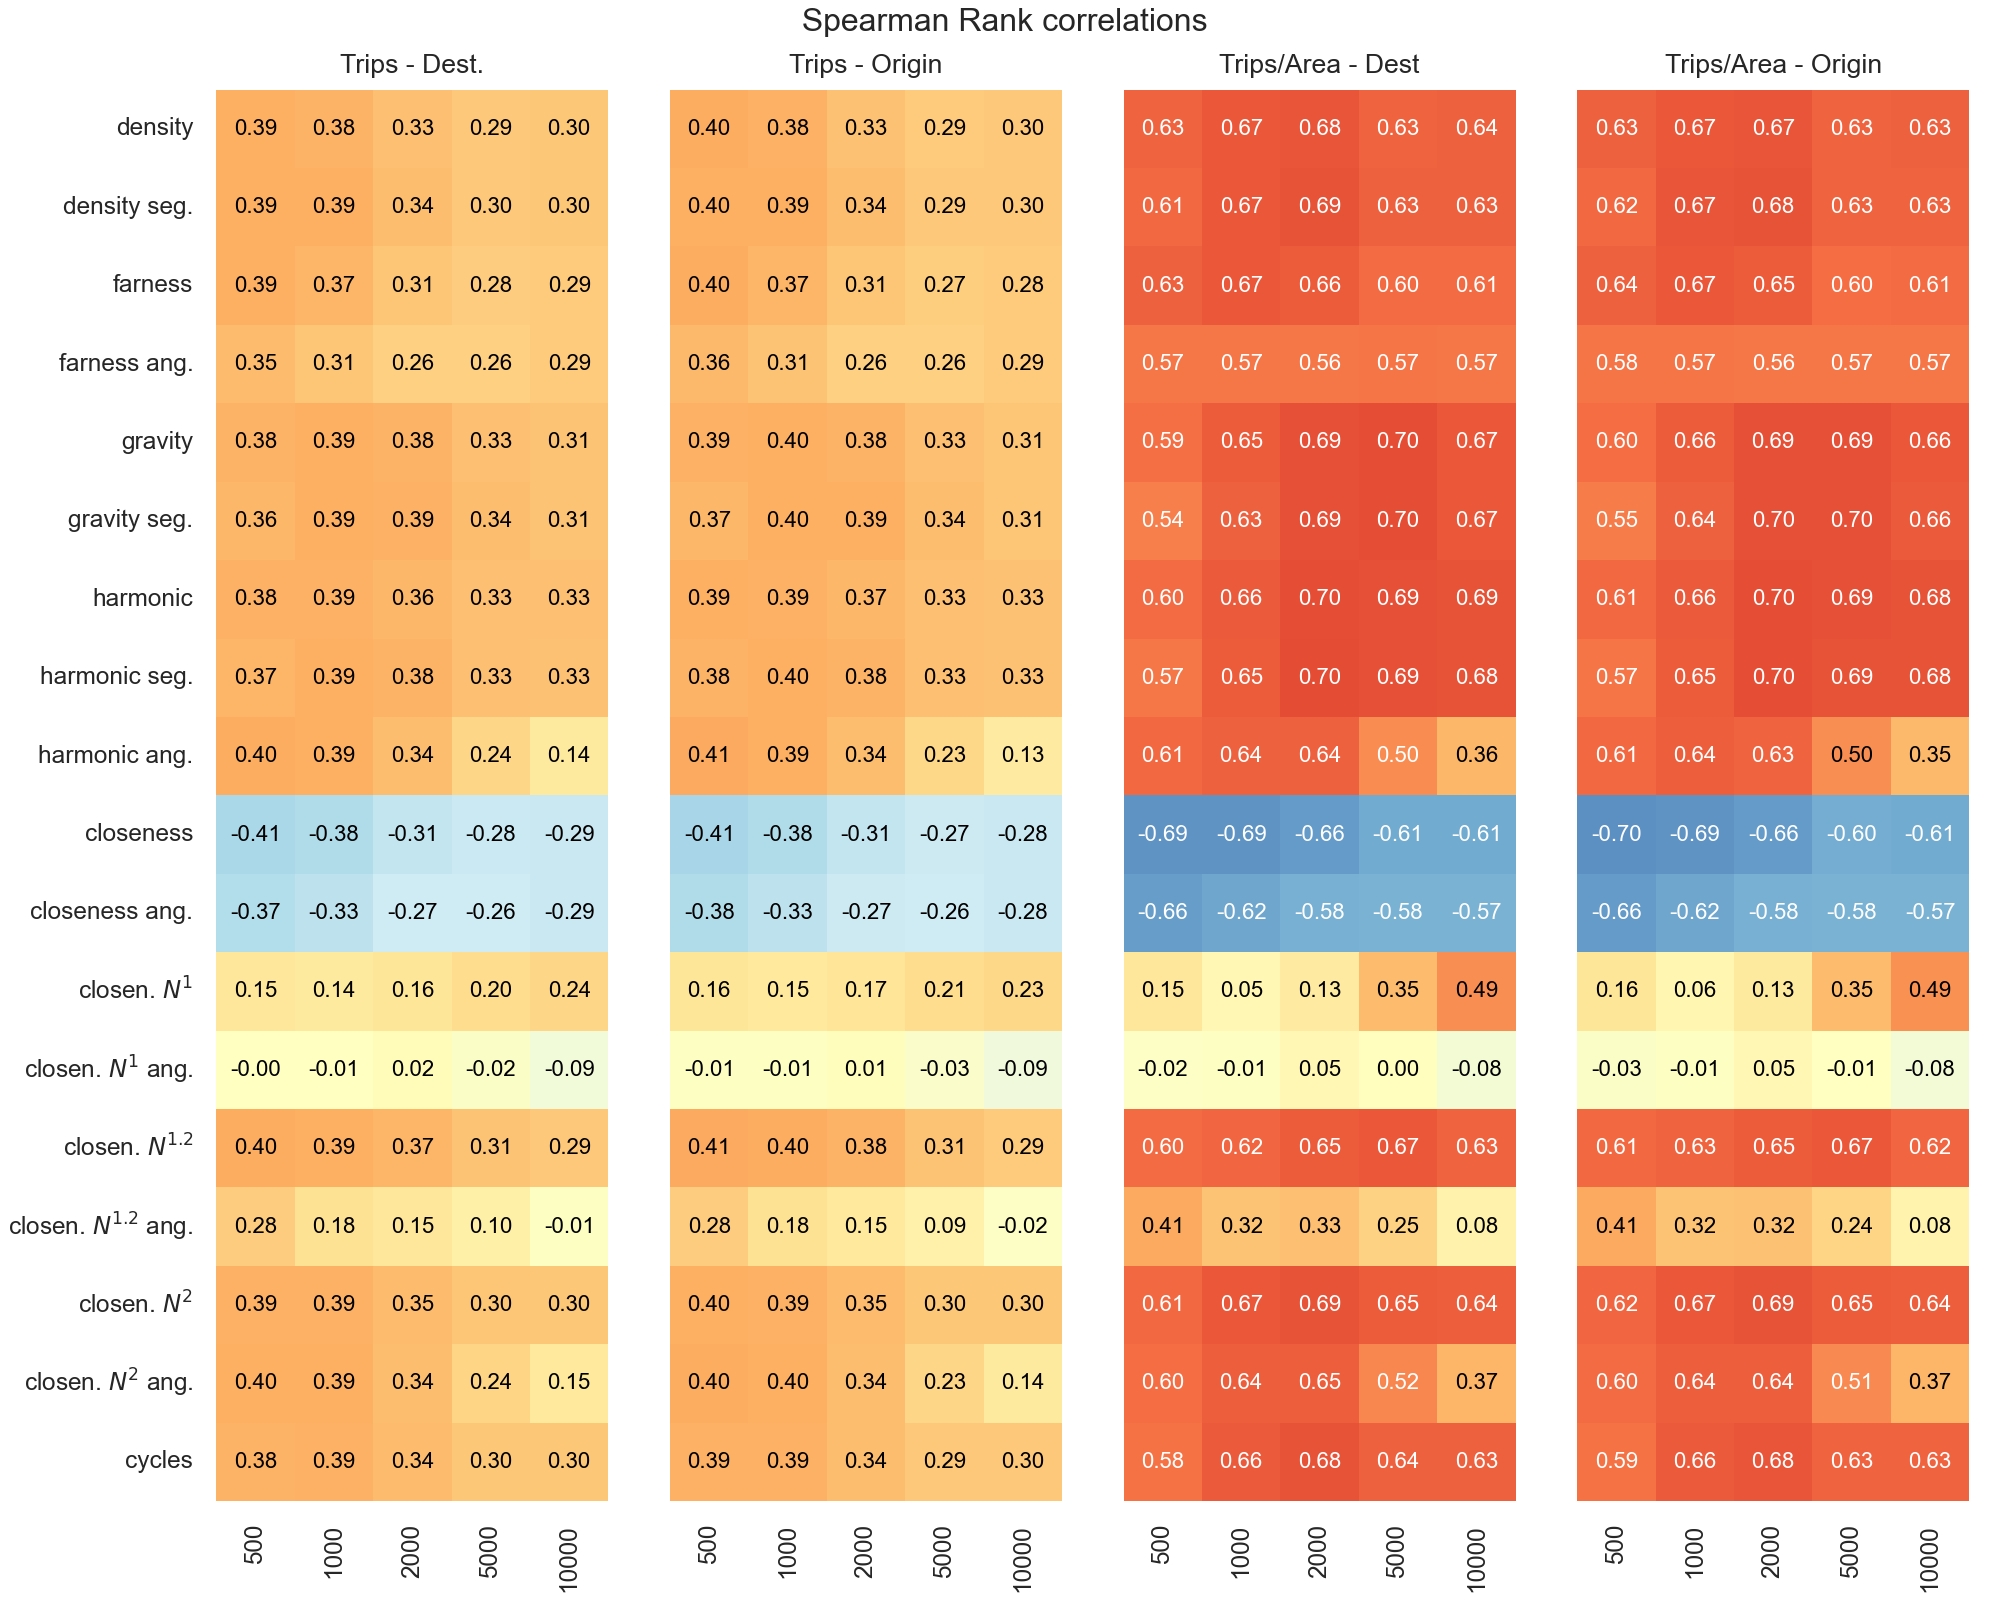 Spearman Rank correlations
Trips - Dest. Trips - Origin Trips/Area - Dest Trips/Area - Origin
density 0.39 0.38 0.33 0.29 0.30 0.40 0.38 0.33 0.29 0.30 0.63 0.67 0.68 0.63 0.64 0.63 0.67 0.67 0.63 0.63
density seg. 0.39 0.39 0.34 0.30 0.30 0.40 0.39 0.34 0.29 0.30 0.61 0.67 0.69 0.63 0.63 0.62 0.67 0.68 0.63 0.63
farness 0.39 0.37 0.31 0.28 0.29 0.40 0.37 0.31 0.27 0.28 0.63 0.67 0.66 0.60 0.61 0.64 0.67 0.65 0.60 0.61
farness ang. 0.35 0.31 0.26 0.26 0.29 0.36 0.31 0.26 0.26 0.29 0.57 0.57 0.56 0.57 0.57 0.58 0.57 0.56 0.57 0.57
gravity 0.38 0.39 0.38 0.33 0.31 0.39 0.40 0.38 0.33 0.31 0.59 0.65 0.69 0.70 0.67 0.60 0.66 0.69 0.69 0.66
gravity seg. 0.36 0.39 0.39 0.34 0.31 0.37 0.40 0.39 0.34 0.31 0.54 0.63 0.69 0.70 0.67 0.55 0.64 0.70 0.70 0.66
harmonic 0.38 0.39 0.36 0.33 0.33 0.39 0.39 0.37 0.33 0.33 0.60 0.66 0.70 0.69 0.69 0.61 0.66 0.70 0.69 0.68
harmonic seg. 0.37 0.39 0.38 0.33 0.33 0.38 0.40 0.38 0.33 0.33 0.57 0.65 0.70 0.69 0.68 0.57 0.65 0.70 0.69 0.68
harmonic ang. 0.40 0.39 0.34 0.24 0.14 0.41 0.39 0.34 0.23 0.13 0.61 0.64 0.64 0.50 0.36 0.61 0.64 0.63 0.50 0.35
closeness -0.41 -0.38 -0.31 -0.28 -0.29 -0.41 -0.38 -0.31 -0.27 -0.28 -0.69 -0.69 -0.66 -0.61 -0.61 -0.70 -0.69 -0.66 -0.60 -0.61
closeness ang. -0.37 -0.33 -0.27 -0.26 -0.29 -0.38 -0.33 -0.27 -0.26 -0.28 -0.66 -0.62 -0.58 -0.58 -0.57 -0.66 -0.62 -0.58 -0.58 -0.57
closen. N¹ 0.15 0.14 0.16 0.20 0.24 0.16 0.15 0.17 0.21 0.23 0.15 0.05 0.13 0.35 0.49 0.16 0.06 0.13 0.35 0.49
closen. N¹ ang. -0.00 -0.01 0.02 -0.02 -0.09 -0.01 -0.01 0.01 -0.03 -0.09 -0.02 -0.01 0.05 0.00 -0.08 -0.03 -0.01 0.05 -0.01 -0.08
closen. N^1.2 0.40 0.39 0.37 0.31 0.29 0.41 0.40 0.38 0.31 0.29 0.60 0.62 0.65 0.67 0.63 0.61 0.63 0.65 0.67 0.62
closen. N^1.2 ang. 0.28 0.18 0.15 0.10 -0.01 0.28 0.18 0.15 0.09 -0.02 0.41 0.32 0.33 0.25 0.08 0.41 0.32 0.32 0.24 0.08
closen. N² 0.39 0.39 0.35 0.30 0.30 0.40 0.39 0.35 0.30 0.30 0.61 0.67 0.69 0.65 0.64 0.62 0.67 0.69 0.65 0.64
closen. N² ang. 0.40 0.39 0.34 0.24 0.15 0.40 0.40 0.34 0.23 0.14 0.60 0.64 0.65 0.52 0.37 0.60 0.64 0.64 0.51 0.37
cycles 0.38 0.39 0.34 0.30 0.30 0.39 0.39 0.34 0.29 0.30 0.58 0.66 0.68 0.64 0.63 0.59 0.66 0.68 0.63 0.63
500 1000 2000 5000 10000 500 1000 2000 5000 10000 500 1000 2000 5000 10000 500 1000 2000 5000 10000